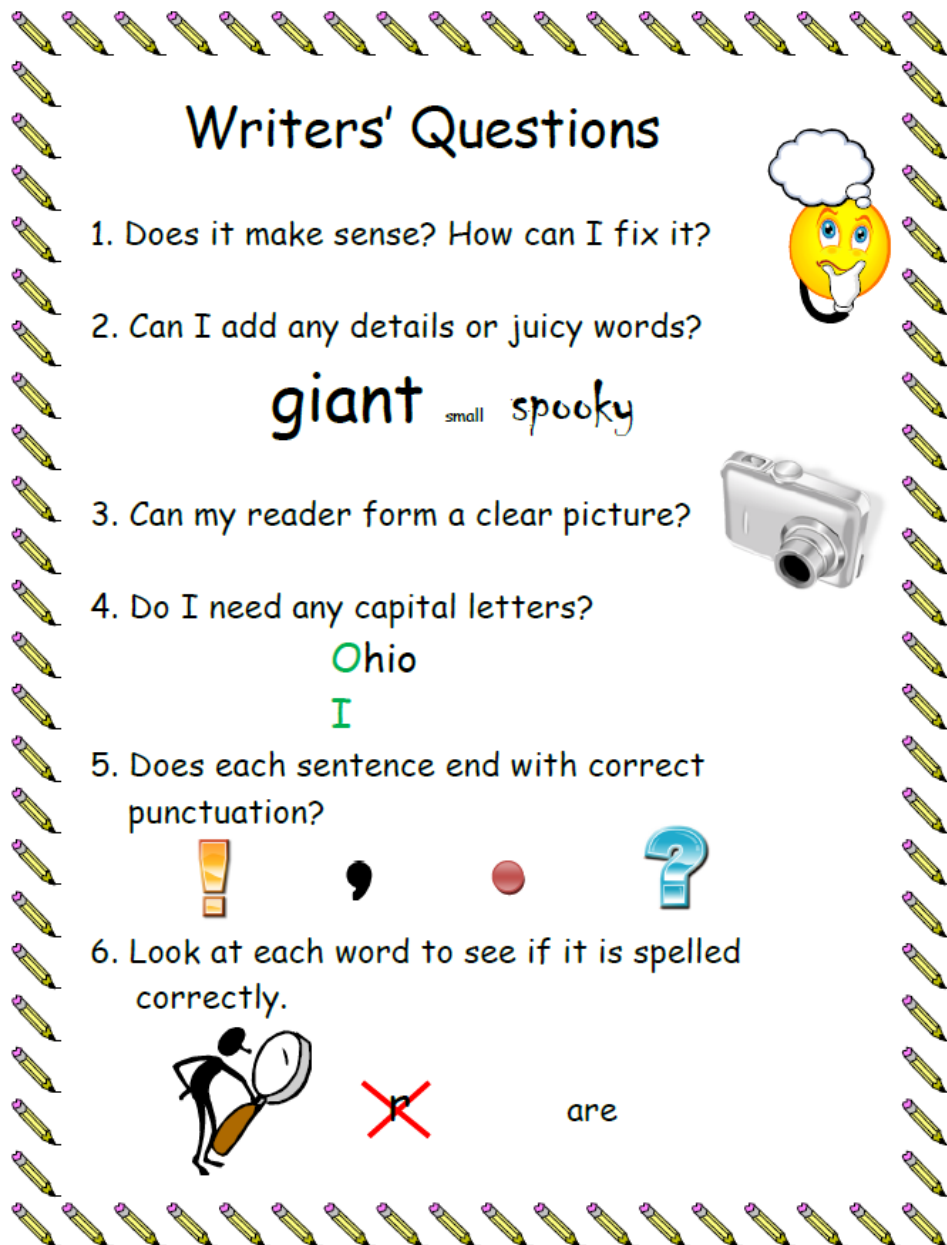 Writers' Questions
1. Does it make sense? How can I fix it?
2. Can I add any details or juicy words?
giant small spooky
3. Can my reader form a clear picture?
4. Do I need any capital letters?
Ohio
I
5. Does each sentence end with correct
punctuation?
! , . ?
6. Look at each word to see if it is spelled
correctly.
r are